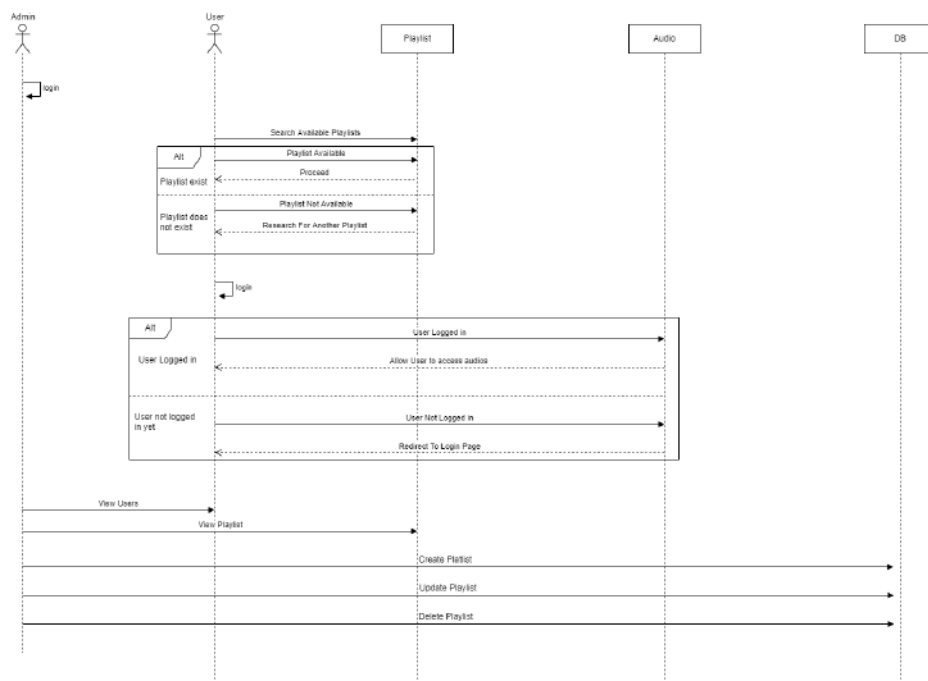 Admin
User
Playlist
Audio
DB
login
Search Available Playlists
Alt
Playlist Available
Proceed
Playlist exist
Playlist Not Available
Playlist does
not exist
Research For Another Playlist
login
Alt
User Logged in
User Logged in
Allow User to access audios
User not logged
in yet
User Not Logged in
Redirect To Login Page
View Users
View Playlist
Create Platlist
Update Playlist
Delete Playlist